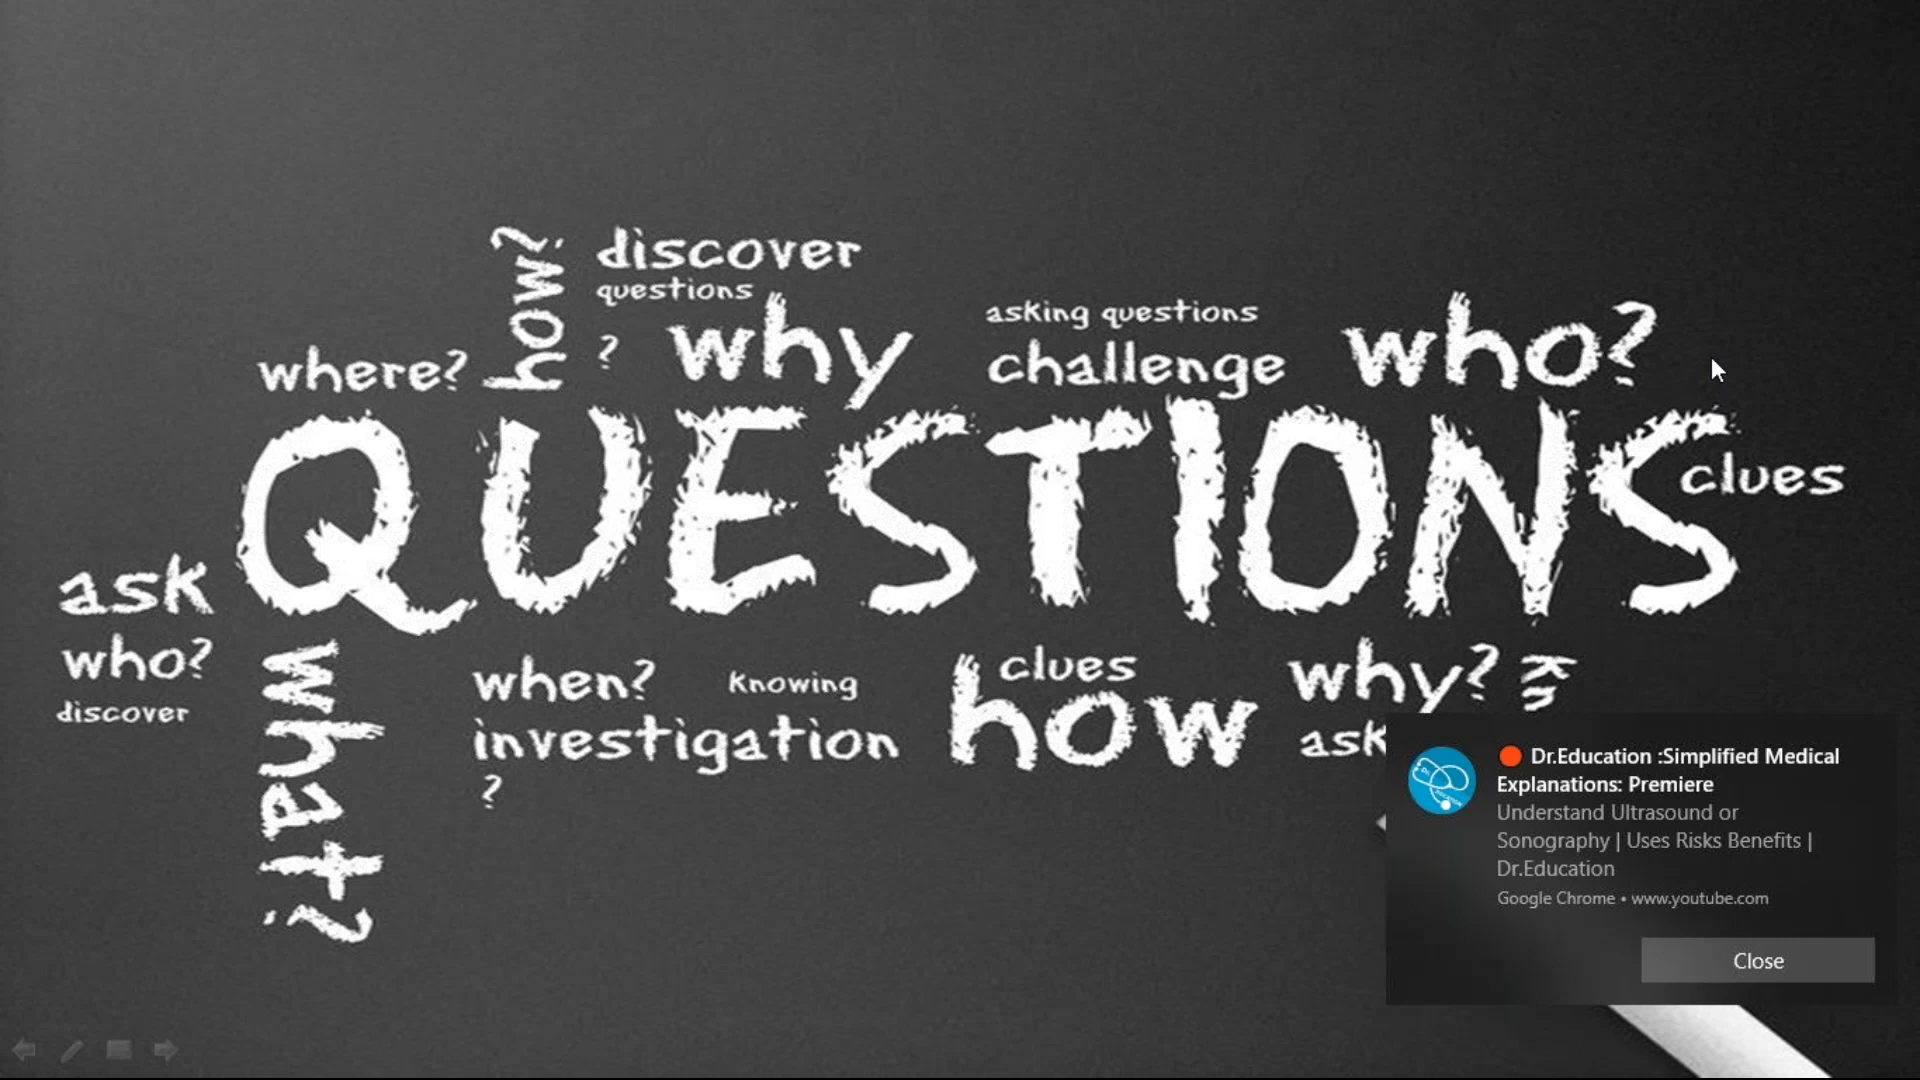 how?
discover
questions
?
why
asking questions
challenge
who?
where?
QUESTIONS
clues
ask
who?
discover
what?
when?
knowing
investigation
?
clues
how
why?
ask
Dr.Education :Simplified Medical
Explanations: Premiere
Understand Ultrasound or
Sonography | Uses Risks Benefits |
Dr.Education
Google Chrome • www.youtube.com
Close